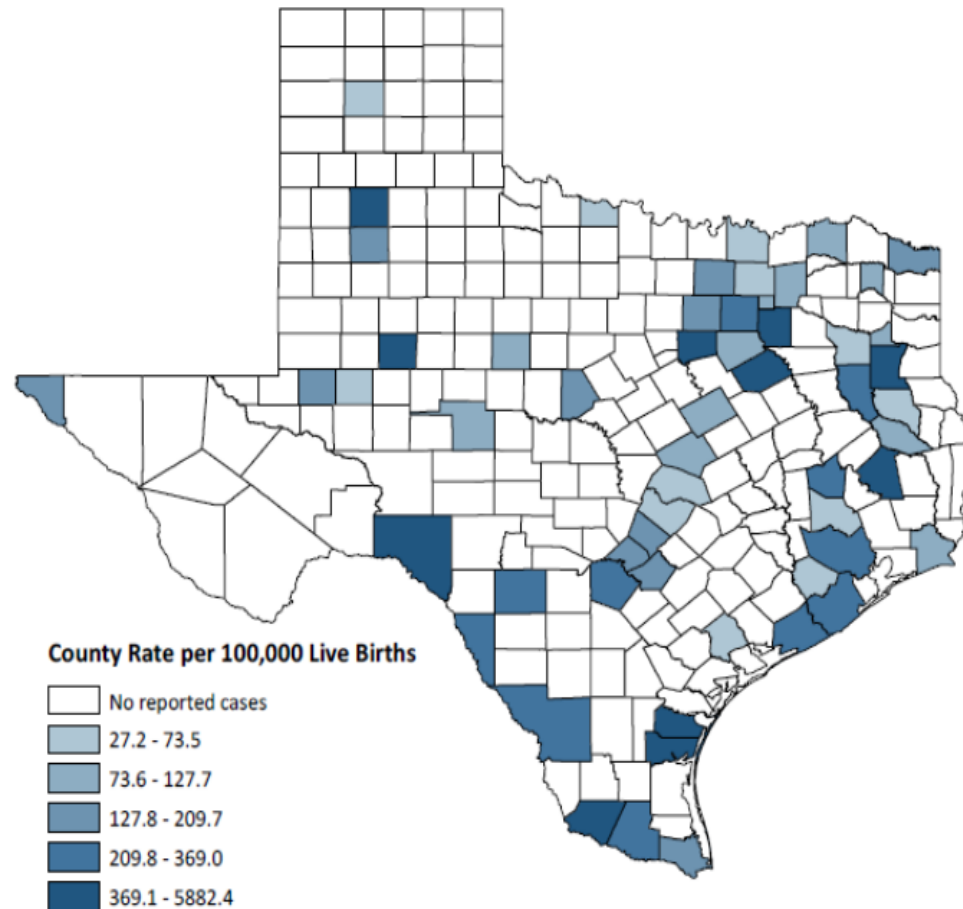 County Rate per 100,000 Live Births
No reported cases
27.2 - 73.5
73.6 - 127.7
127.8 - 209.7
209.8 - 369.0
369.1 - 5882.4